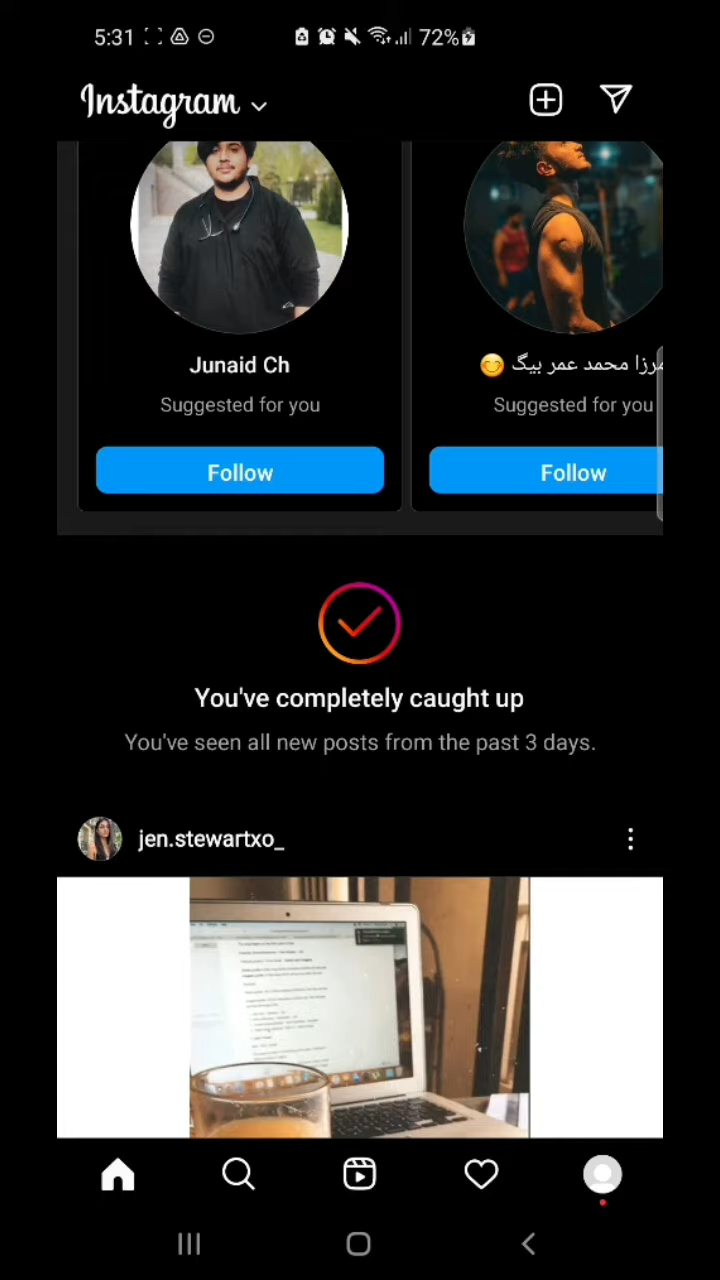 5:31 72%
Instagram
Junaid Ch
مرزا محمد عمر بیگ 😊
Suggested for you
Suggested for you
Follow
Follow
You've completely caught up
You've seen all new posts from the past 3 days.
jen.stewartxo_